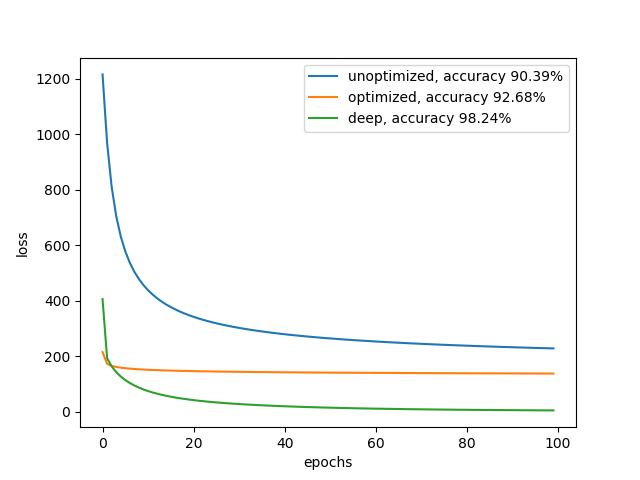 unoptimized, accuracy 90.39%
optimized, accuracy 92.68%
deep, accuracy 98.24%
1200
1000
800
600
400
200
0
loss
0 20 40 60 80 100
epochs